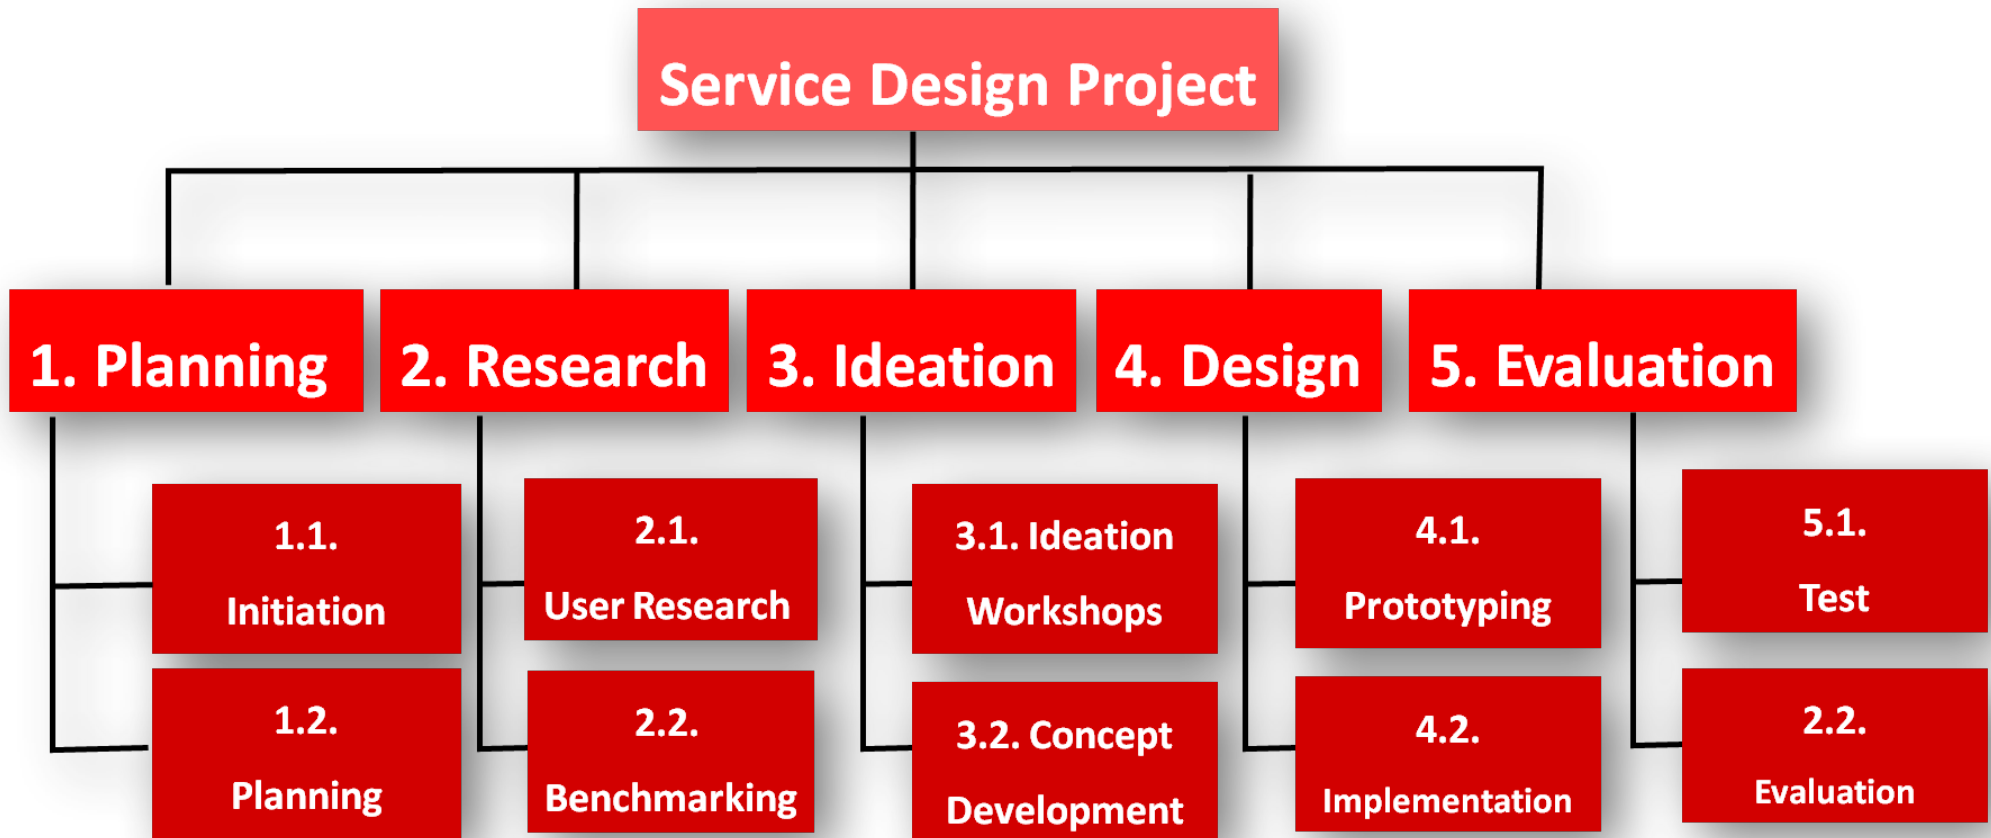 Service Design Project
1. Planning
2. Research
3. Ideation
4. Design
5. Evaluation
1.1.
Initiation
1.2.
Planning
2.1.
User Research
2.2.
Benchmarking
3.1. Ideation
Workshops
3.2. Concept
Development
4.1.
Prototyping
4.2.
Implementation
5.1.
Test
2.2.
Evaluation